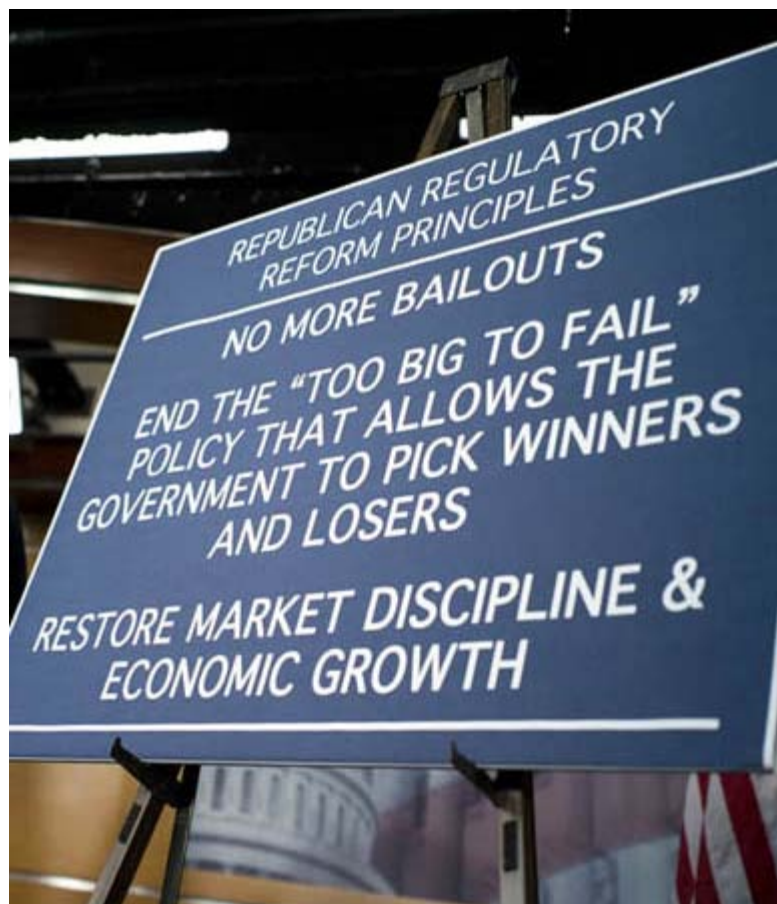 REPUBLICAN REGULATORY
REFORM PRINCIPLES
NO MORE BAILOUTS
END THE “TOO BIG TO FAIL”
POLICY THAT ALLOWS THE
GOVERNMENT TO PICK WINNERS
AND LOSERS
RESTORE MARKET DISCIPLINE &
ECONOMIC GROWTH